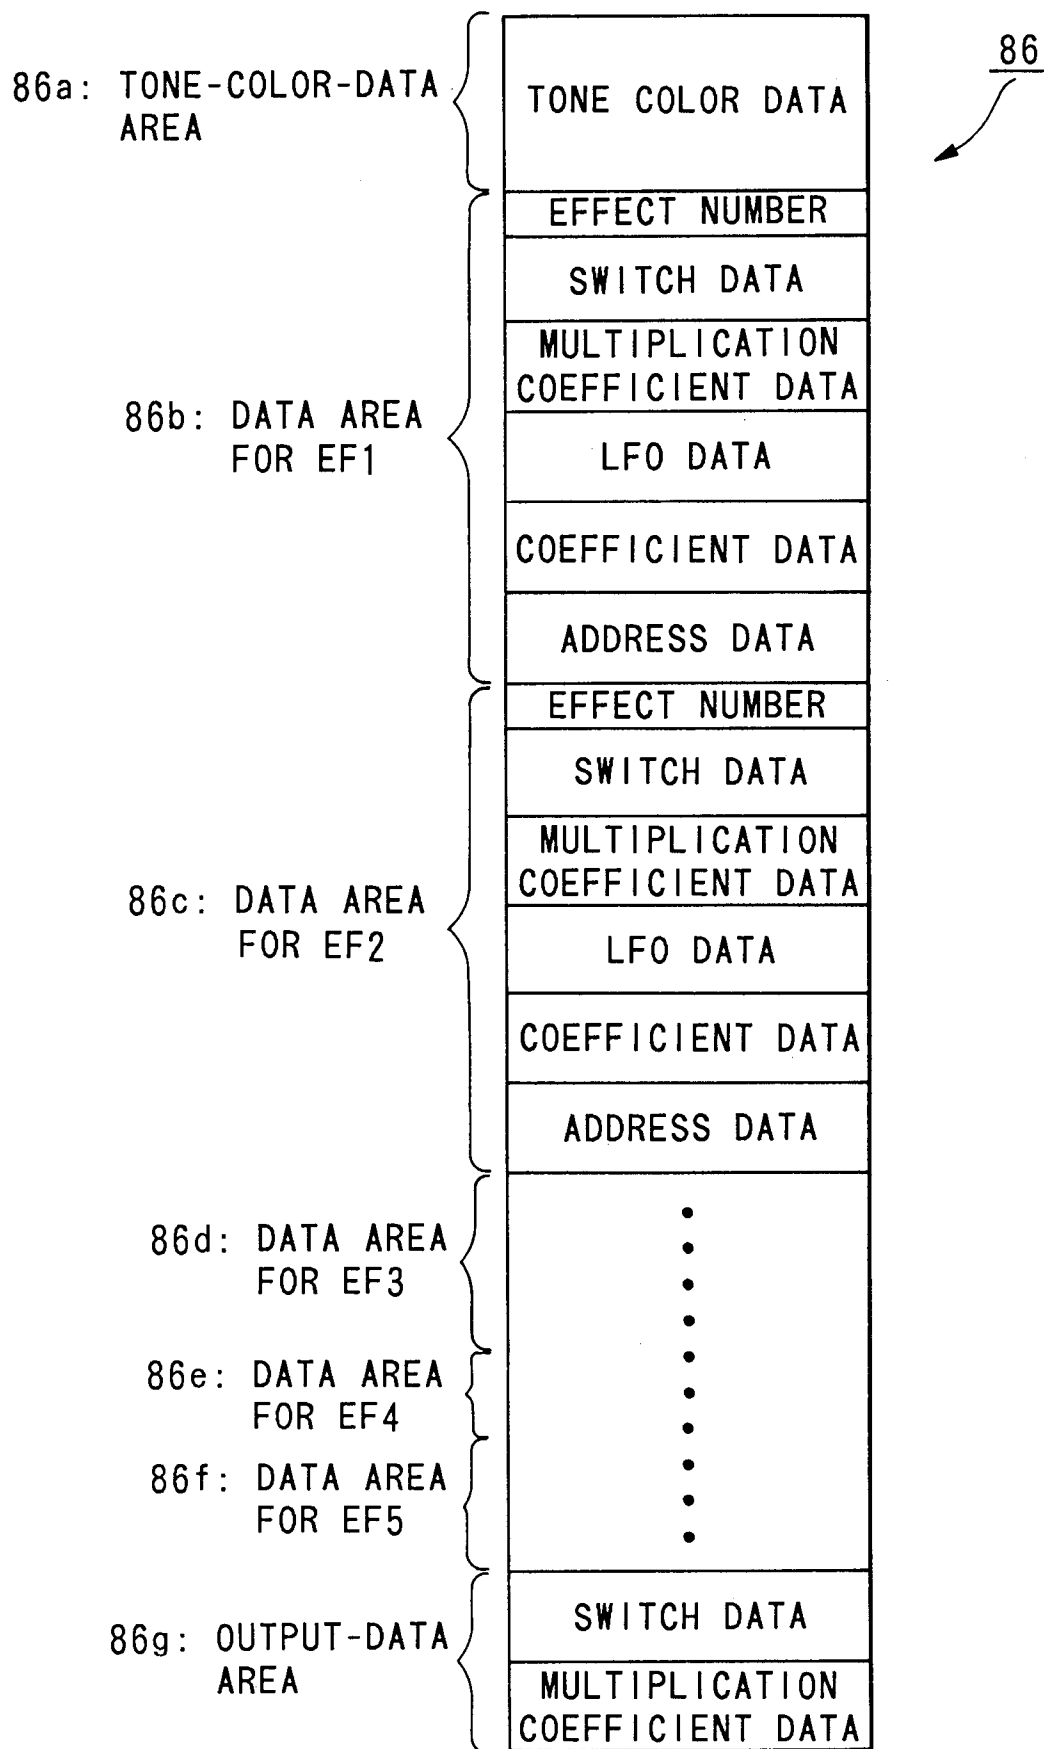 86
86a: TONE-COLOR-DATA
AREA
TONE COLOR DATA
86b: DATA AREA
FOR EF1
EFFECT NUMBER
SWITCH DATA
MULTIPLICATION
COEFFICIENT DATA
LFO DATA
COEFFICIENT DATA
ADDRESS DATA
86c: DATA AREA
FOR EF2
EFFECT NUMBER
SWITCH DATA
MULTIPLICATION
COEFFICIENT DATA
LFO DATA
COEFFICIENT DATA
ADDRESS DATA
86d: DATA AREA
FOR EF3
86e: DATA AREA
FOR EF4
86f: DATA AREA
FOR EF5
86g: OUTPUT-DATA
AREA
SWITCH DATA
MULTIPLICATION
COEFFICIENT DATA